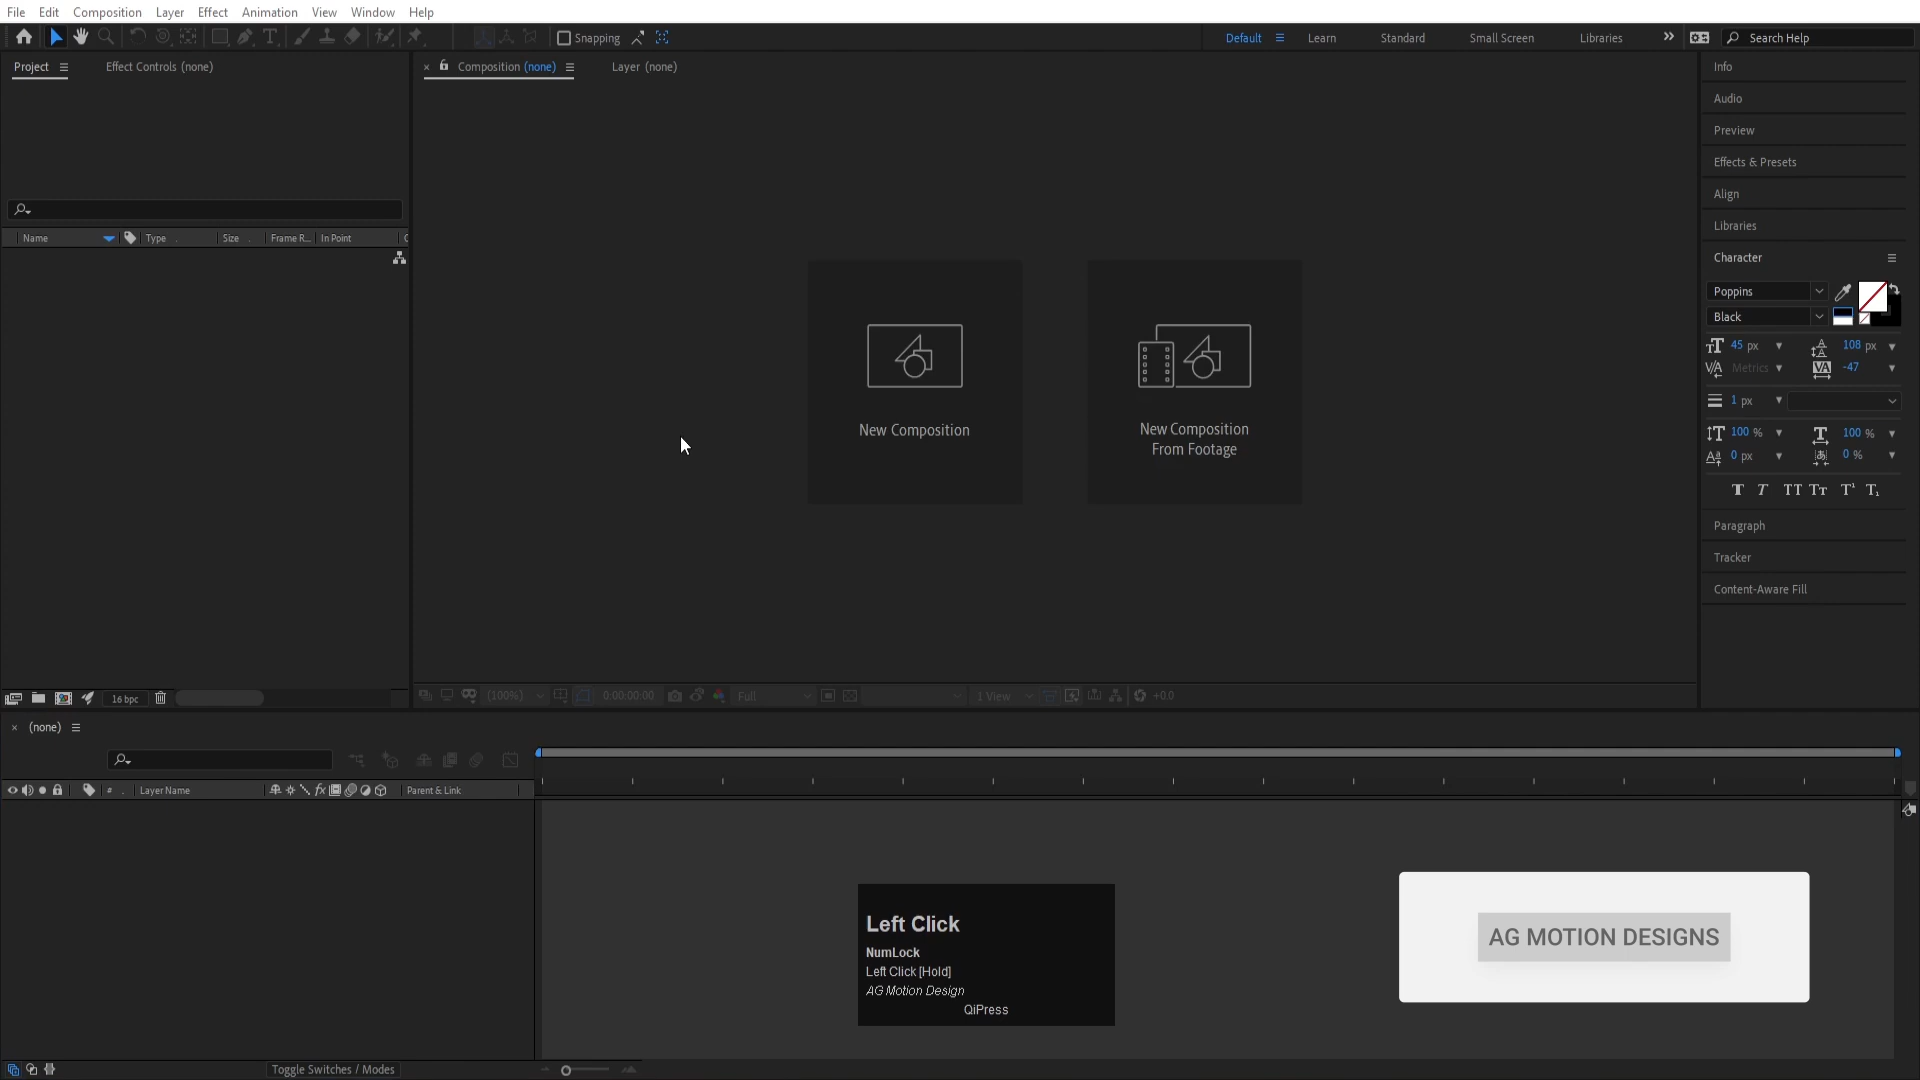 File Edit Composition Layer Effect Animation View Window Help
Snapping Default Learn Standard Small Screen Libraries Search Help
Project Effect Controls (none) Composition (none) Layer (none)
Info
Audio
Preview
Effects & Presets
Align
Libraries
Name Type Size Frame R... In Point
Character
Poppins
Black
45 px 108 px
Metrics -47
1 px
100 % 100 %
0 px 0 %
T T TT Tt T¹ T₁
New Composition
New Composition
From Footage
Paragraph
Tracker
Content-Aware Fill
16 bpc (100%) 0:00:00:00 Full 1 View +0.0
(none)
# Layer Name fx Parent & Link
Left Click
NumLock
Left Click [Hold]
AG Motion Design
QiPress
AG MOTION DESIGNS
Toggle Switches / Modes